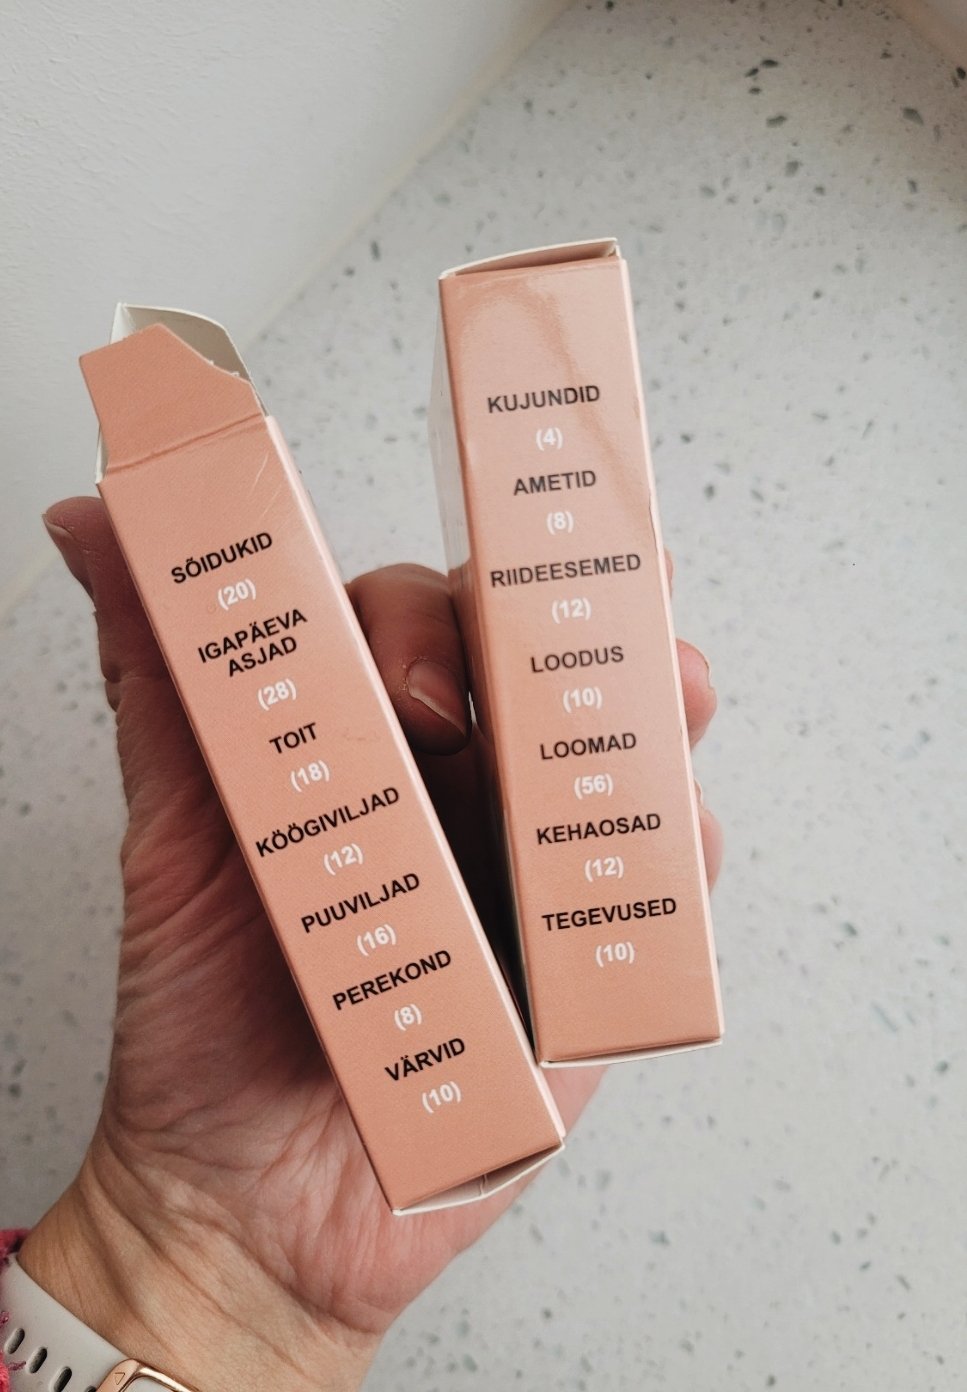 SÕIDUKID
(20)
IGAPÄEVA
ASJAD
(28)
TOIT
(18)
KÖÖGIVILJAD
(12)
PUUVILJAD
(16)
PEREKOND
(8)
VÄRVID
(10)
KUJUNDID
(4)
AMETID
(8)
RIIDEESEMED
(12)
LOODUS
(10)
LOOMAD
(56)
KEHAOSAD
(12)
TEGEVUSED
(10)